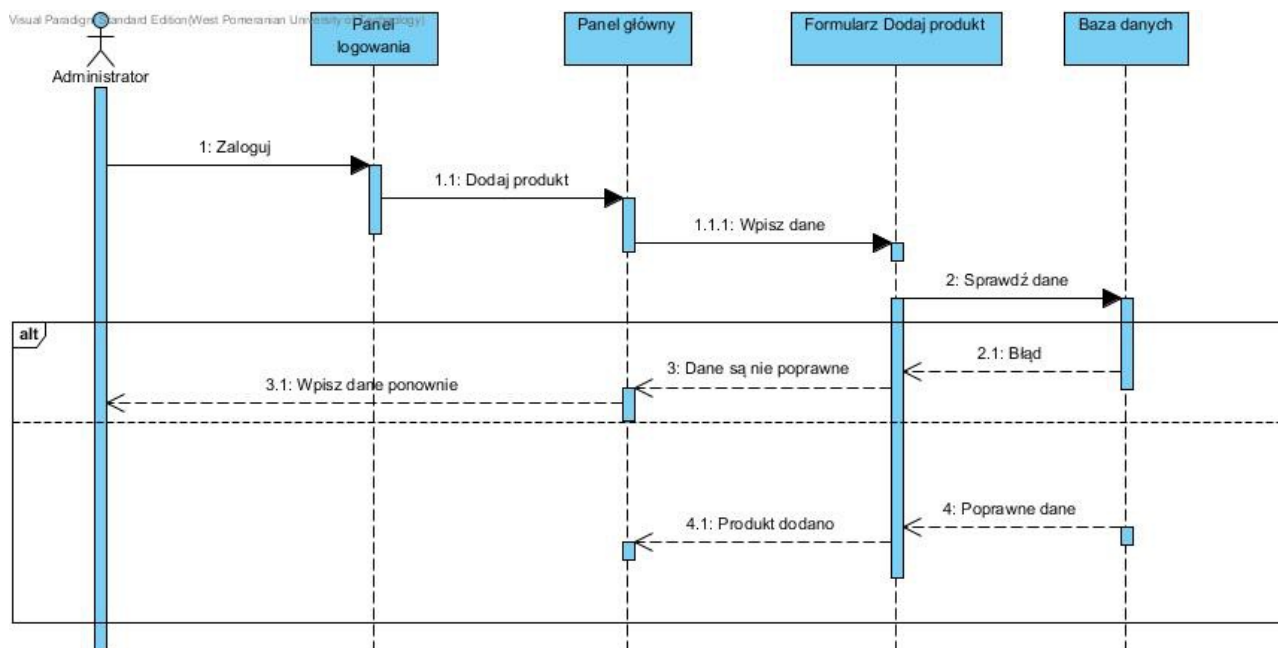 Visual Paradigm Standard Edition(West Pomeranian University of Technology)
Panel
logowania
Panel główny
Formularz Dodaj produkt
Baza danych
Administrator
1: Zaloguj
1.1: Dodaj produkt
1.1.1: Wpisz dane
2: Sprawdź dane
alt
2.1: Błąd
3: Dane są nie poprawne
3.1: Wpisz dane ponownie
4: Poprawne dane
4.1: Produkt dodano